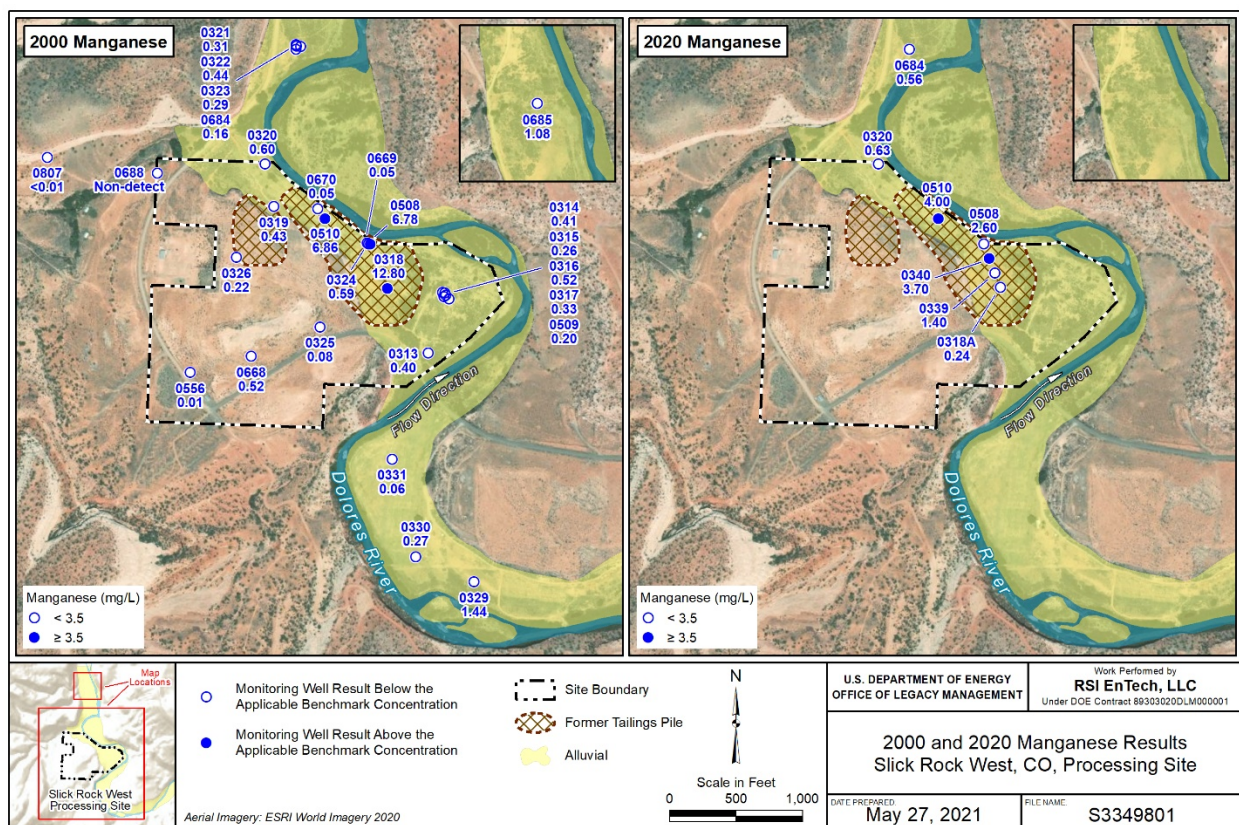 2000 Manganese
0321
0.31
0322
0.44
0323
0.29
0684
0.16
0320
0.60
0669
0.05
0807
<0.01
0688
Non-detect
0670
0.05
0508
6.78
0685
1.08
0319
0.43
0510
6.86
0314
0.41
0315
0.26
0316
0.52
0317
0.33
0509
0.20
0326
0.22
0324
0.59
0318
12.80
0325
0.08
0313
0.40
0668
0.52
0556
0.01
Flow Direction
0331
0.06
Dolores River
0330
0.27
0329
1.44
Manganese (mg/L)
< 3.5
≥ 3.5
2020 Manganese
0684
0.56
0685
1.08
0320
0.63
0510
4.00
0508
2.60
0340
3.70
0339
1.40
0318A
0.24
Flow Direction
Dolores River
Manganese (mg/L)
< 3.5
≥ 3.5
Map
Locations
Slick Rock West
Processing Site
Monitoring Well Result Below the
Applicable Benchmark Concentration
Monitoring Well Result Above the
Applicable Benchmark Concentration
Aerial Imagery: ESRI World Imagery 2020
Site Boundary
Former Tailings Pile
Alluvial
N
Scale in Feet
0 500 1,000
U.S. DEPARTMENT OF ENERGY
OFFICE OF LEGACY MANAGEMENT
Work Performed by
RSI EnTech, LLC
Under DOE Contract 89303020DLM000001
2000 and 2020 Manganese Results
Slick Rock West, CO, Processing Site
DATE PREPARED:
May 27, 2021
FILE NAME:
S3349801